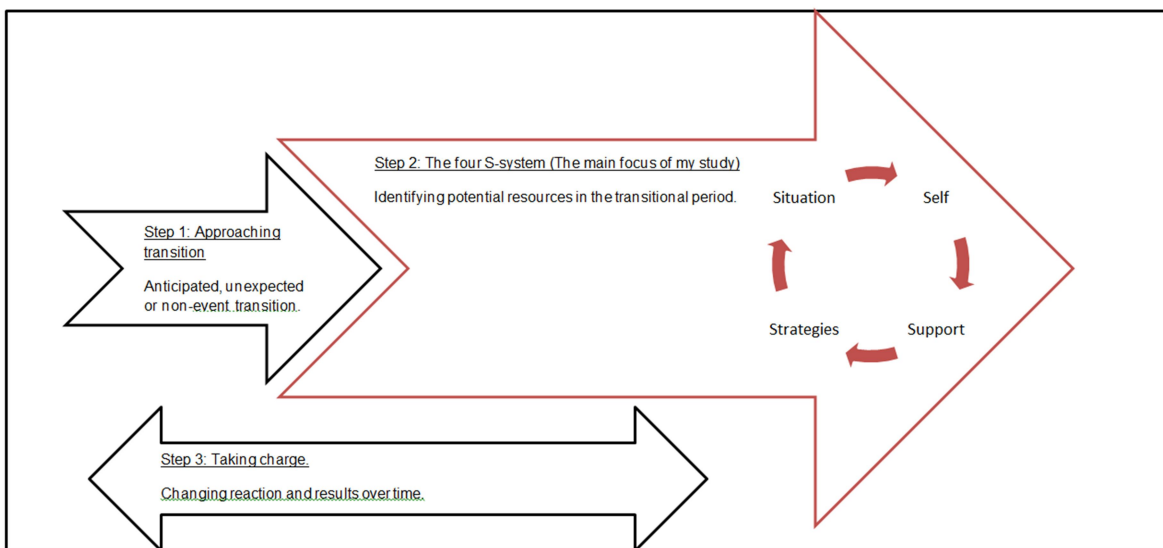 Step 1: Approaching
transition
Anticipated, unexpected
or non-event transition.
Step 2: The four S-system (The main focus of my study)
Identifying potential resources in the transitional period.
Situation
Self
Strategies
Support
Step 3: Taking charge.
Changing reaction and results over time.